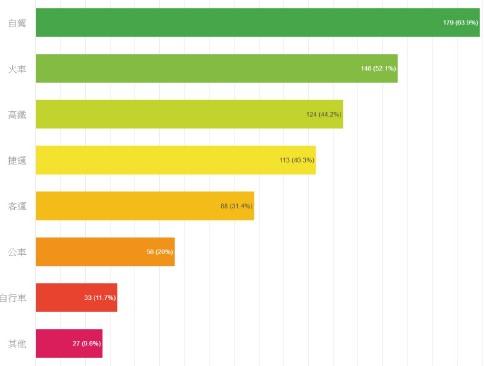 自駕 179 (63.9%)
火車 146 (52.1%)
高鐵 124 (44.2%)
捷運 113 (40.3%)
客運 88 (31.4%)
公車 56 (20%)
自行車 33 (11.7%)
其他 27 (9.6%)